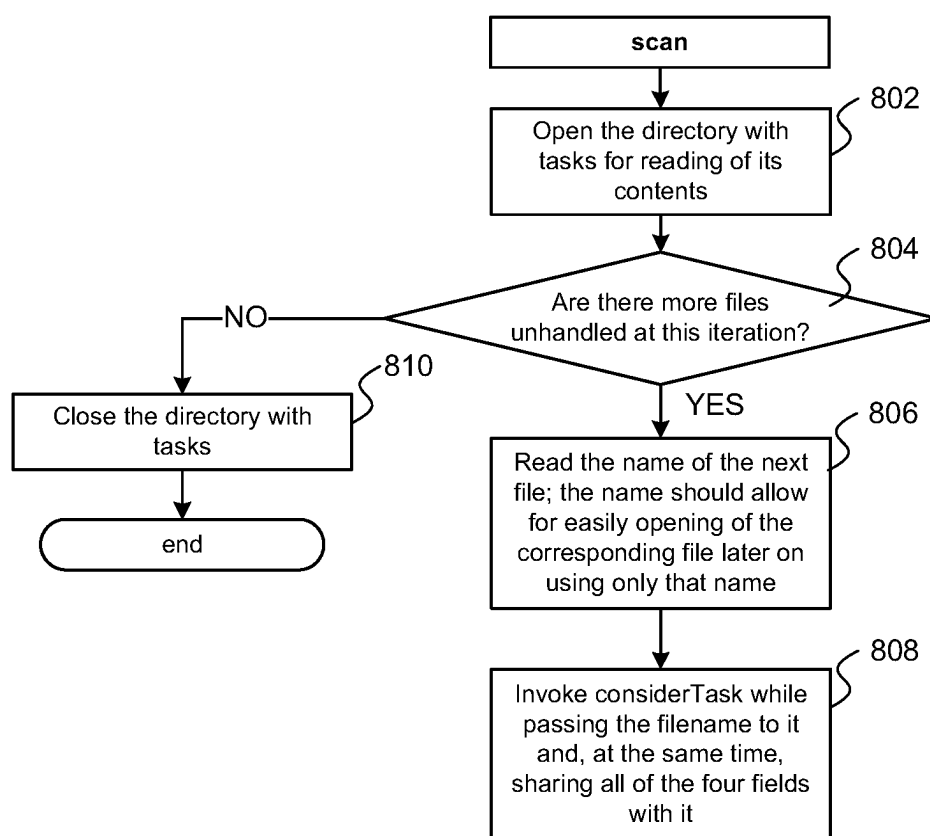 scan
802
Open the directory with
tasks for reading of its
contents
804
Are there more files
unhandled at this iteration?
NO
YES
810
Close the directory with
tasks
end
806
Read the name of the next
file; the name should allow
for easily opening of the
corresponding file later on
using only that name
808
Invoke considerTask while
passing the filename to it
and, at the same time,
sharing all of the four fields
with it